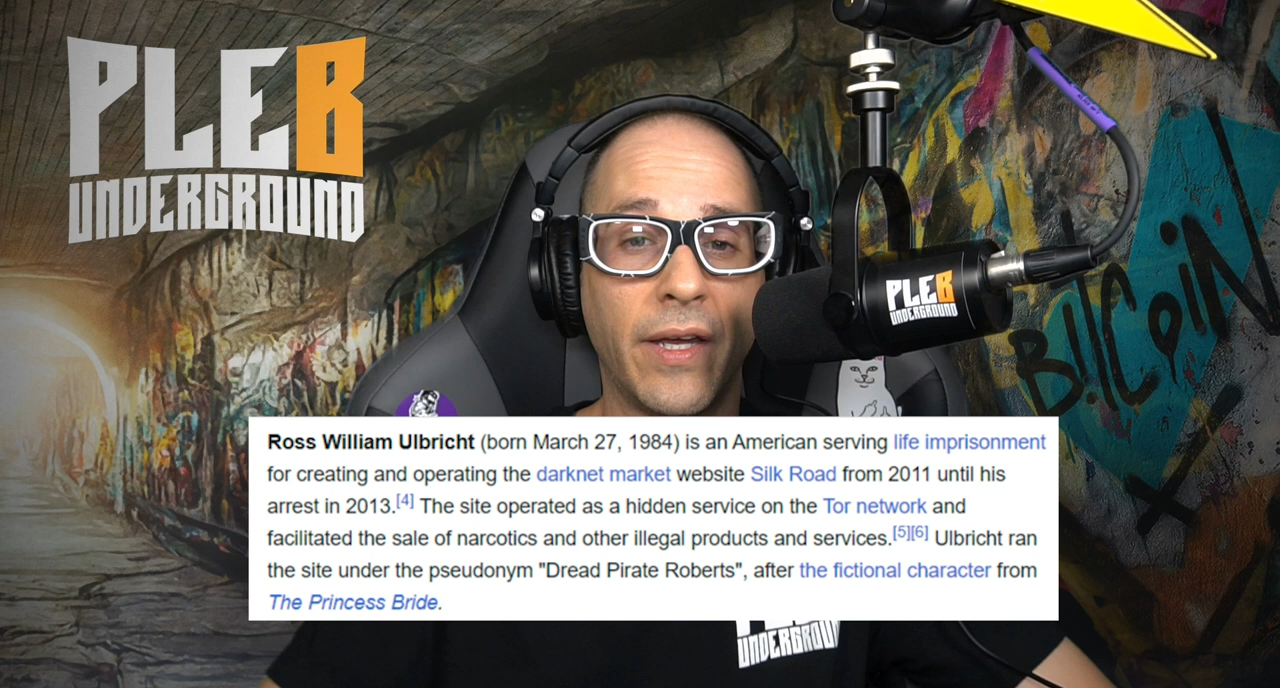 PLEB
UNDERGROUND
PLEB
UNDERGROUND
BitCoiN
Ross William Ulbricht (born March 27, 1984) is an American serving life imprisonment
for creating and operating the darknet market website Silk Road from 2011 until his
arrest in 2013.[4] The site operated as a hidden service on the Tor network and
facilitated the sale of narcotics and other illegal products and services.[5][6] Ulbricht ran
the site under the pseudonym "Dread Pirate Roberts", after the fictional character from
The Princess Bride.
UNDERGROUND